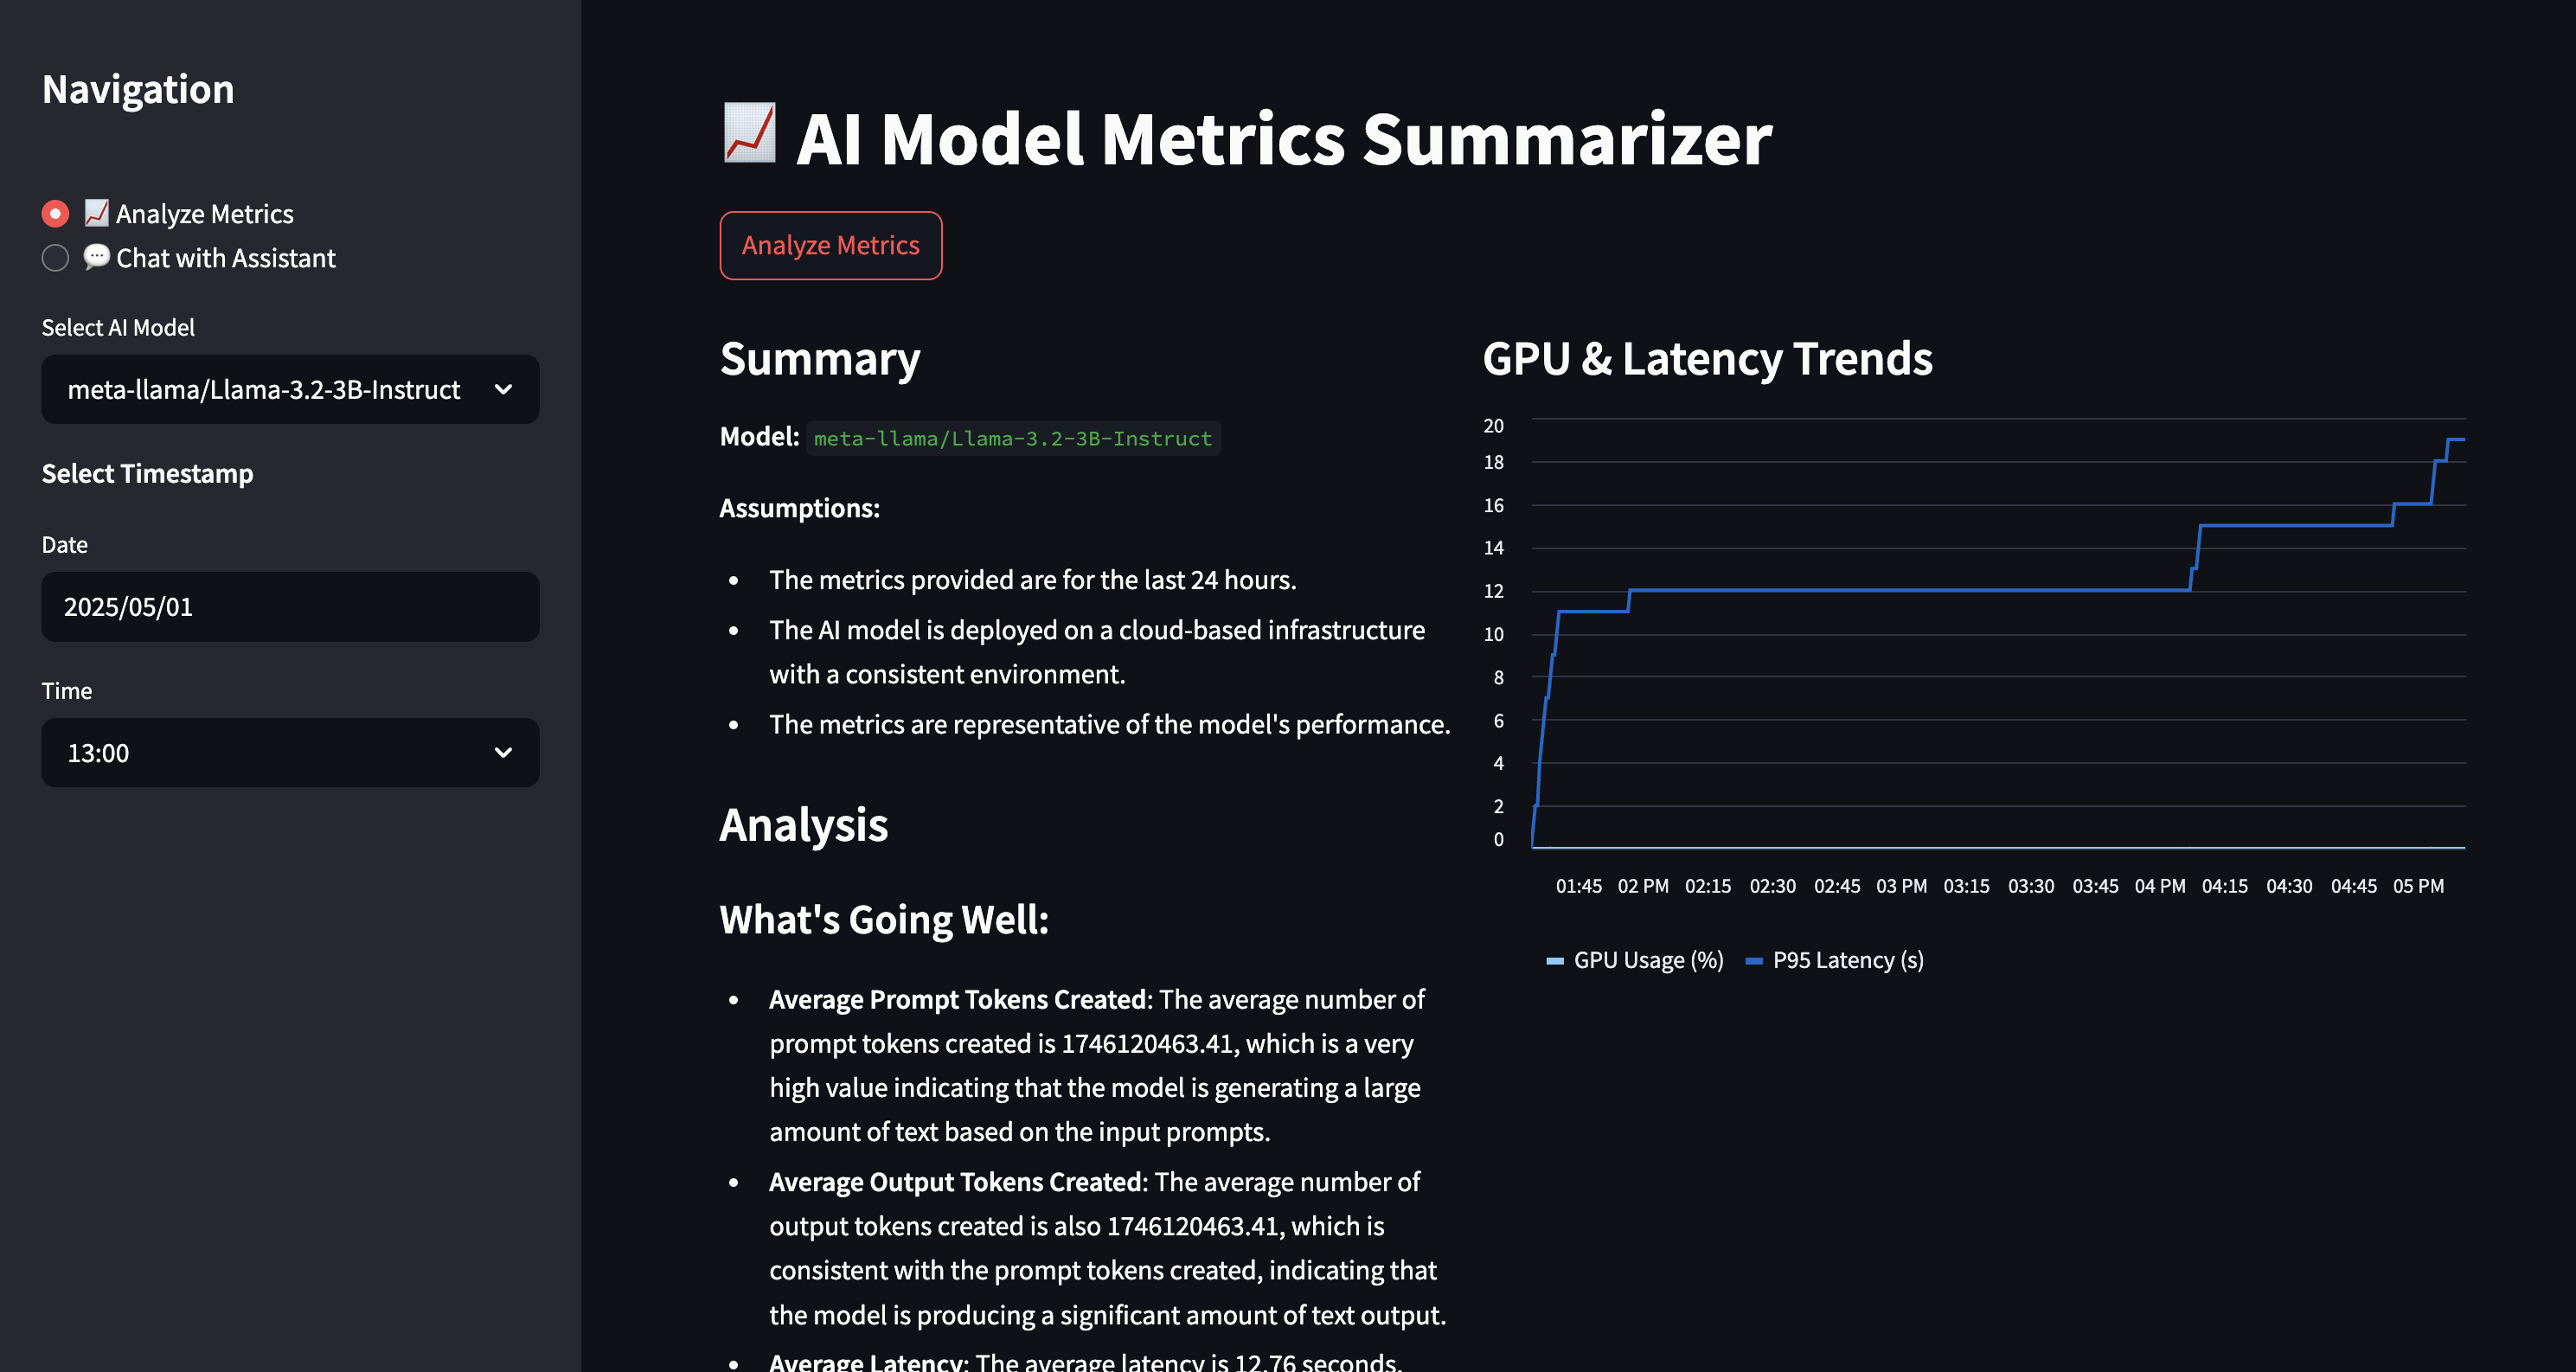 Navigation
📈 Analyze Metrics
💬 Chat with Assistant
Select AI Model
meta-llama/Llama-3.2-3B-Instruct
Select Timestamp
Date
2025/05/01
Time
13:00
📈 AI Model Metrics Summarizer
Analyze Metrics
Summary
Model: meta-llama/Llama-3.2-3B-Instruct
Assumptions:
• The metrics provided are for the last 24 hours.
• The AI model is deployed on a cloud-based infrastructure
with a consistent environment.
• The metrics are representative of the model's performance.
Analysis
What's Going Well:
• Average Prompt Tokens Created: The average number of
prompt tokens created is 1746120463.41, which is a very
high value indicating that the model is generating a large
amount of text based on the input prompts.
• Average Output Tokens Created: The average number of
output tokens created is also 1746120463.41, which is
consistent with the prompt tokens created, indicating that
the model is producing a significant amount of text output.
• Average Latency: The average latency is 12.76 seconds,
GPU & Latency Trends
20
18
16
14
12
10
8
6
4
2
0
01:45 02 PM 02:15 02:30 02:45 03 PM 03:15 03:30 03:45 04 PM 04:15 04:30 04:45 05 PM
GPU Usage (%) P95 Latency (s)